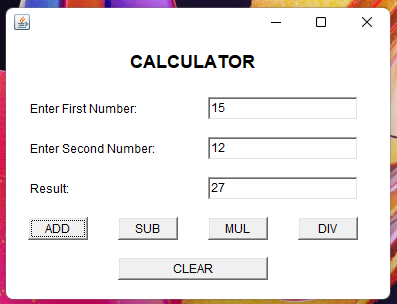 CALCULATOR
Enter First Number: 15
Enter Second Number: 12
Result: 27
ADD SUB MUL DIV
CLEAR